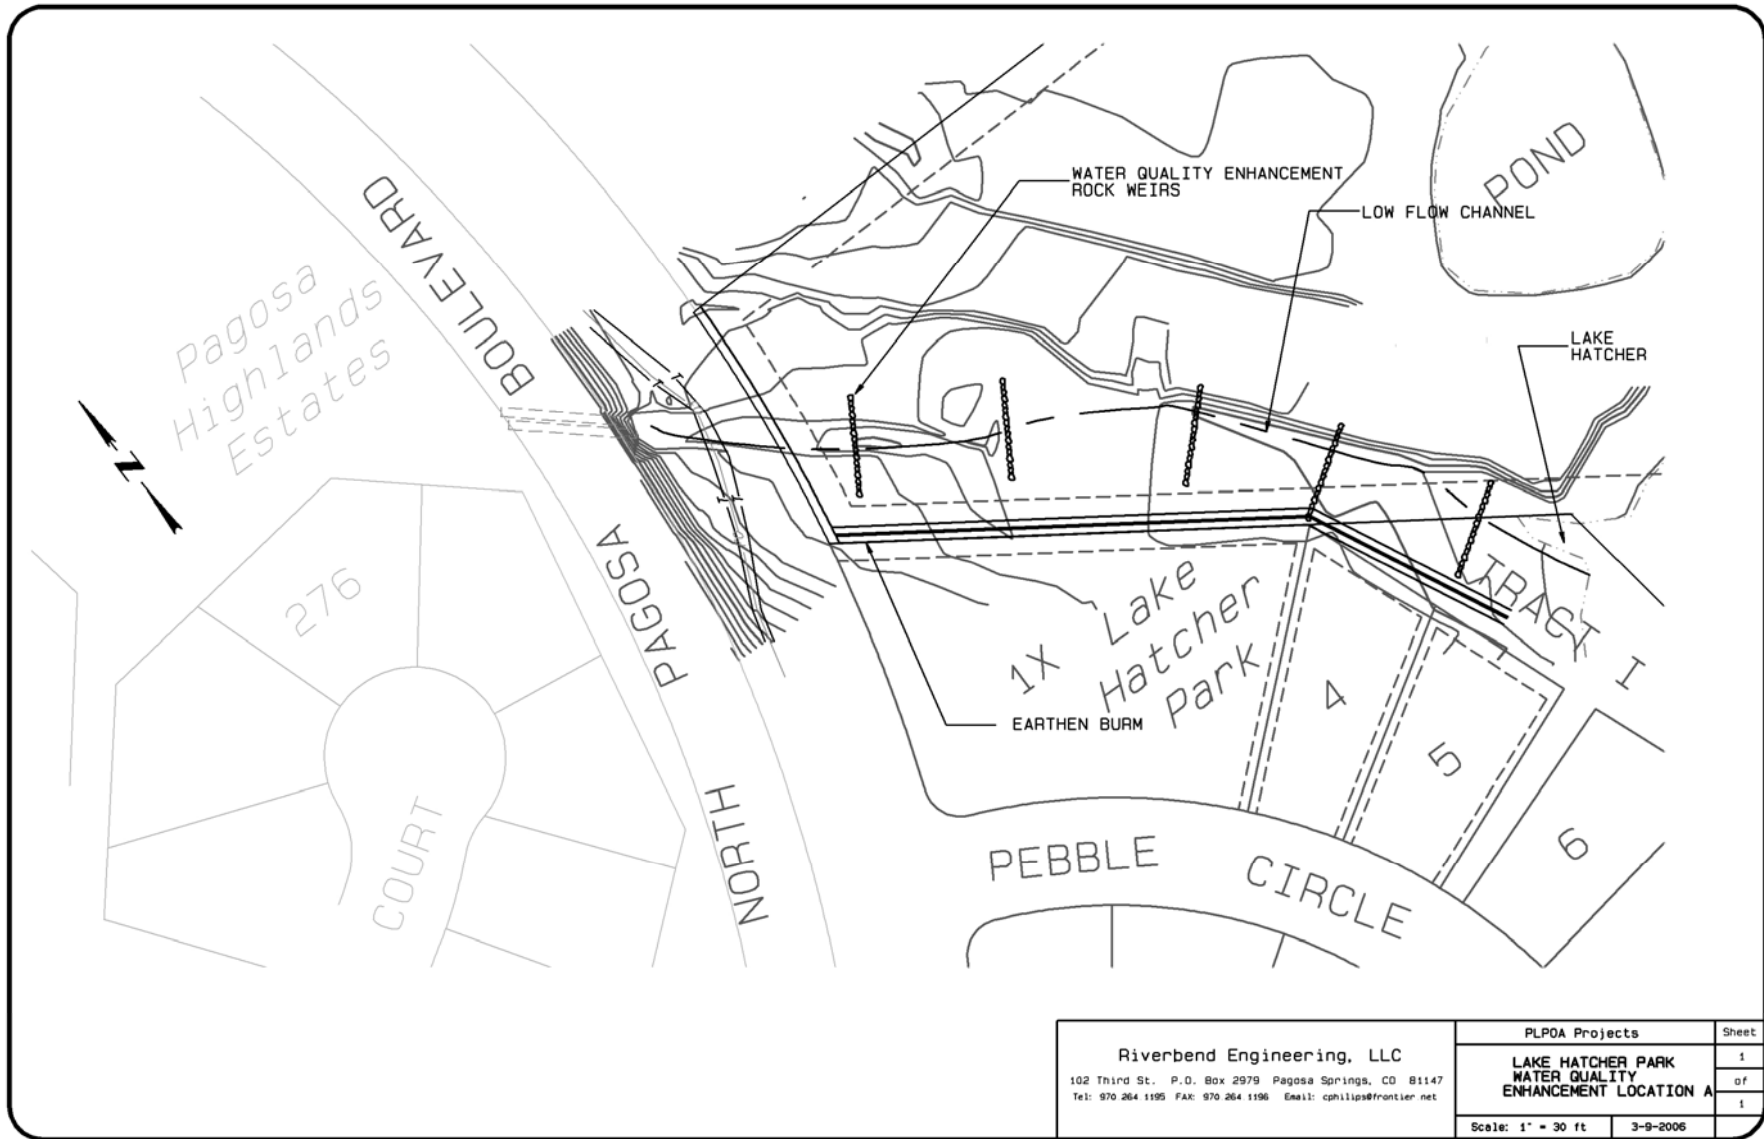 WATER QUALITY ENHANCEMENT
ROCK WEIRS
LOW FLOW CHANNEL
POND
LAKE
HATCHER
BOULEVARD
Pagosa
Highlands
Estates
N
PAGOSA
276
1X
Lake
Hatcher
Park
TRACT I
4
5
6
EARTHEN BURM
NORTH
COURT
PEBBLE CIRCLE
Riverbend Engineering, LLC
102 Third St. P.O. Box 2979 Pagosa Springs, CO 81147
Tel: 970 264 1195 FAX: 970 264 1196 Email: cphilips@frontier.net
PLPOA Projects
LAKE HATCHER PARK
WATER QUALITY
ENHANCEMENT LOCATION A
Scale: 1" = 30 ft
3-9-2006
Sheet
1
of
1